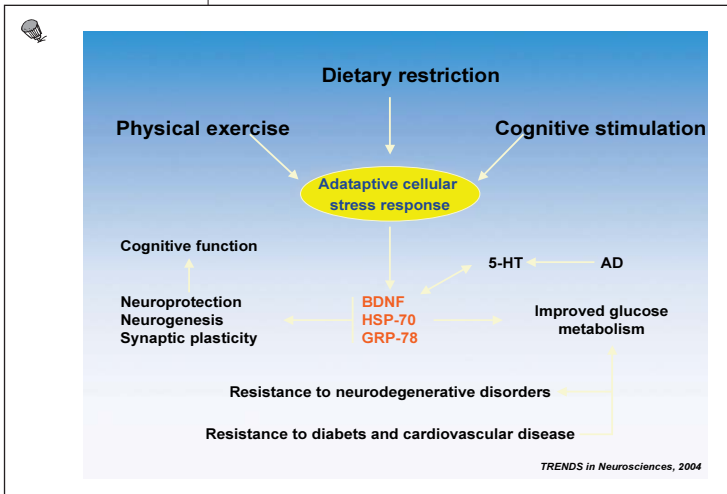 Dietary restriction
Physical exercise
Cognitive stimulation
Adataptive cellular
stress response
Cognitive function
5-HT
AD
Neuroprotection
Neurogenesis
Synaptic plasticity
BDNF
HSP-70
GRP-78
Improved glucose
metabolism
Resistance to neurodegenerative disorders
Resistance to diabets and cardiovascular disease
TRENDS in Neurosciences, 2004